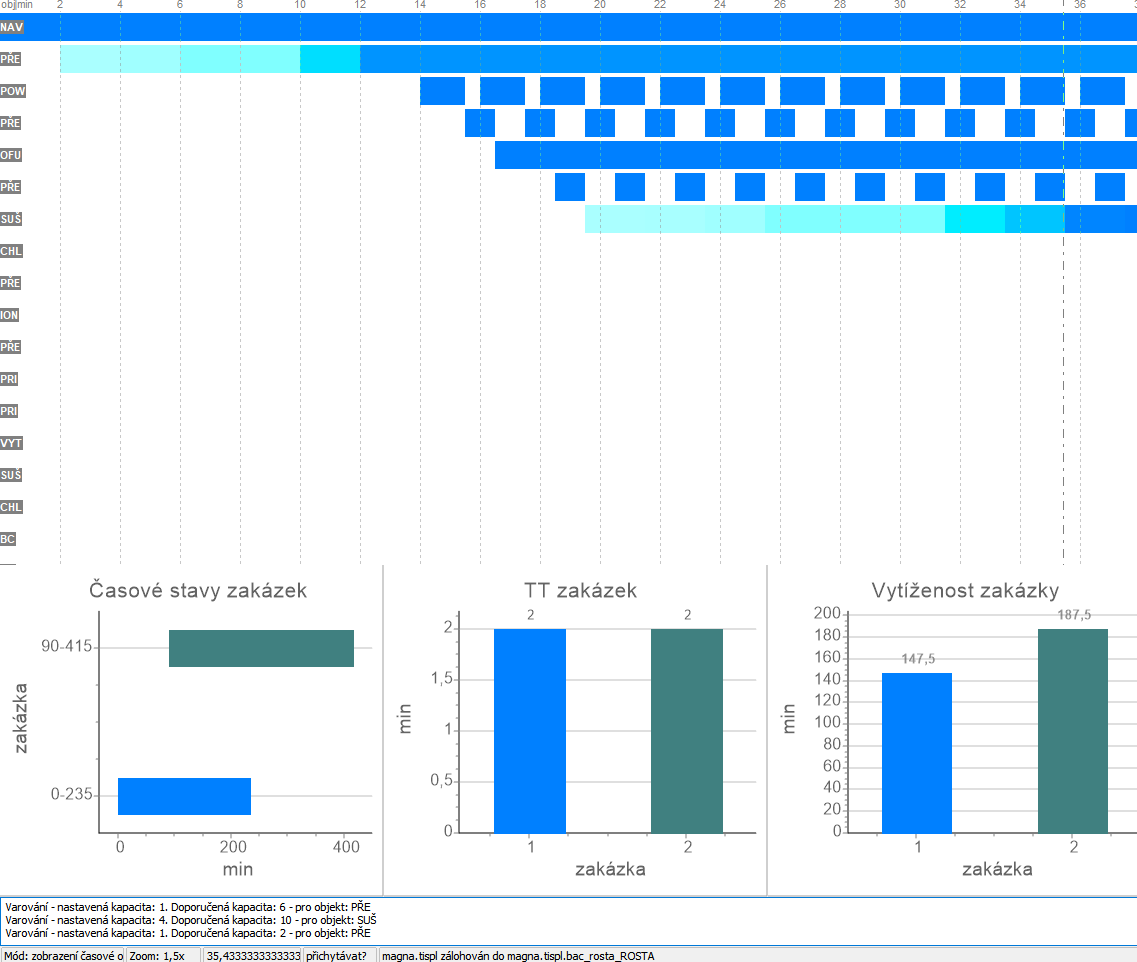 obj|min 2 4 6 8 10 12 14 16 18 20 22 24 26 28 30 32 34 36
NAV
PŘE
POW
PŘE
OFU
PŘE
SUŠ
CHL
PŘE
ION
PŘE
PRI
PRI
VYT
SUŠ
CHL
BC
Časové stavy zakázek
90-415
0-235
zakázka
0 200 400
min
TT zakázek
2 2
2
1,5
1
0,5
0
min
1 2
zakázka
Vytíženost zakázky
187,5
147,5
200
180
160
140
120
100
80
60
40
20
0
min
1 2
zakázka
Varování - nastavená kapacita: 1. Doporučená kapacita: 6 - pro objekt: PŘE
Varování - nastavená kapacita: 4. Doporučená kapacita: 10 - pro objekt: SUŠ
Varování - nastavená kapacita: 1. Doporučená kapacita: 2 - pro objekt: PŘE
Mód: zobrazení časové o Zoom: 1,5x 35,4333333333333 přichytávat? magna.tispl zálohován do magna.tispl.bac_rosta_ROSTA